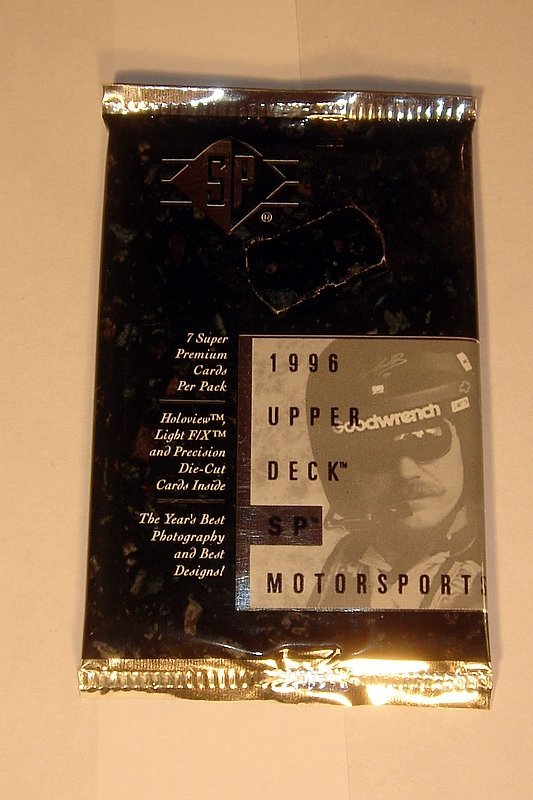 SP
®
7 Super
Premium
Cards
Per Pack
Holoview™,
Light F/X™
and Precision
Die-Cut
Cards Inside
The Year's Best
Photography
and Best
Designs!
1996
UPPER
Goodwrench
DECK™
SP™
MOTORSPORTS